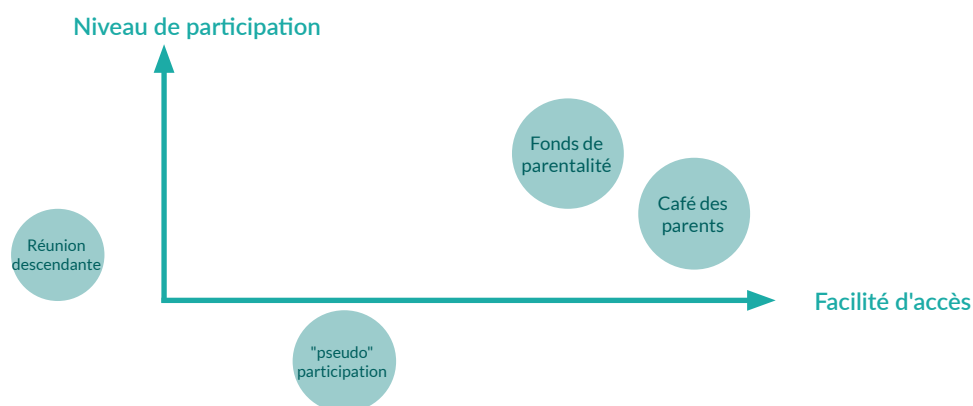 Niveau de participation
Fonds de
parentalité
Café des
parents
Réunion
descendante
Facilité d'accès
"pseudo"
participation